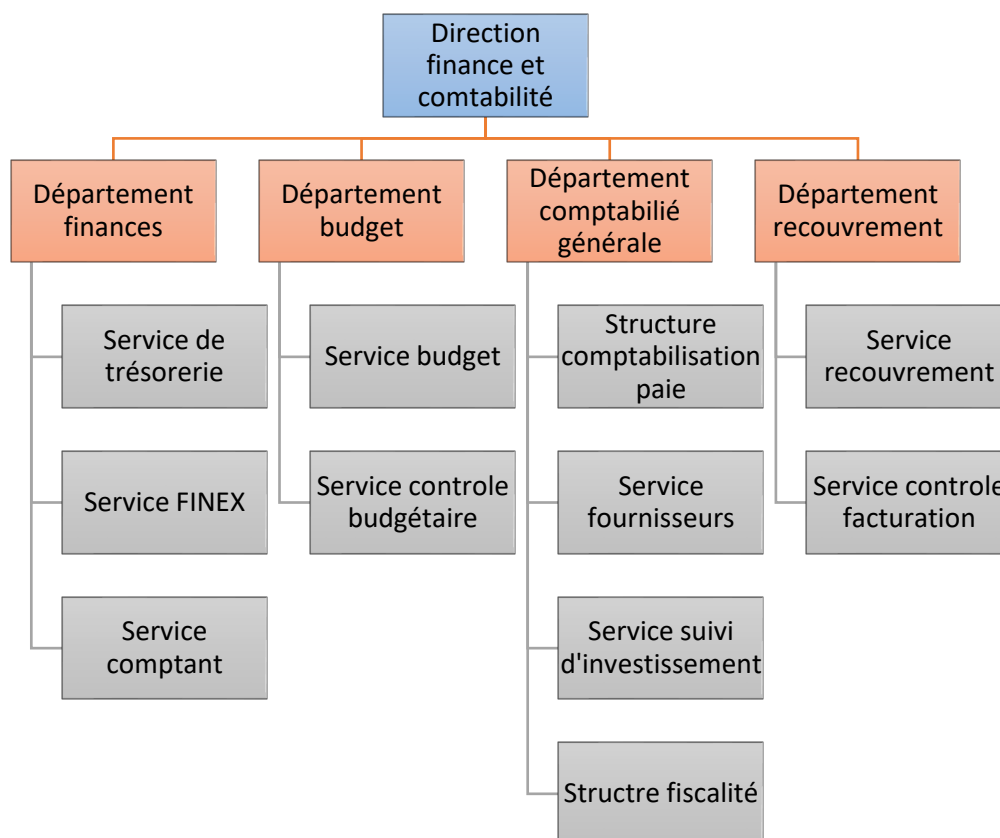 Direction
finance et
comtabilité
Département
finances
Département
budget
Département
comptabilié
générale
Département
recouvrement
Service de
trésorerie
Service FINEX
Service
comptant
Service budget
Service controle
budgétaire
Structure
comptabilisation
paie
Service
fournisseurs
Service suivi
d'investissement
Structre fiscalité
Service
recouvrement
Service controle
facturation